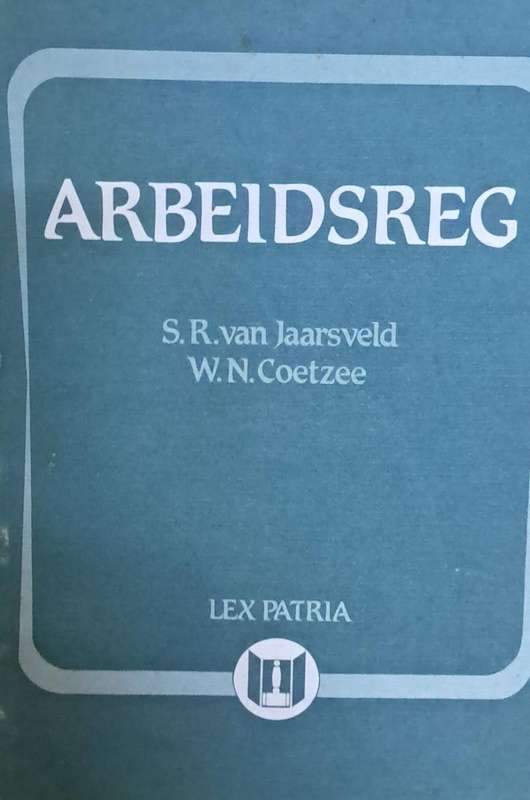 ARBEIDSREG
S. R. van Jaarsveld
W. N. Coetzee
LEX PATRIA